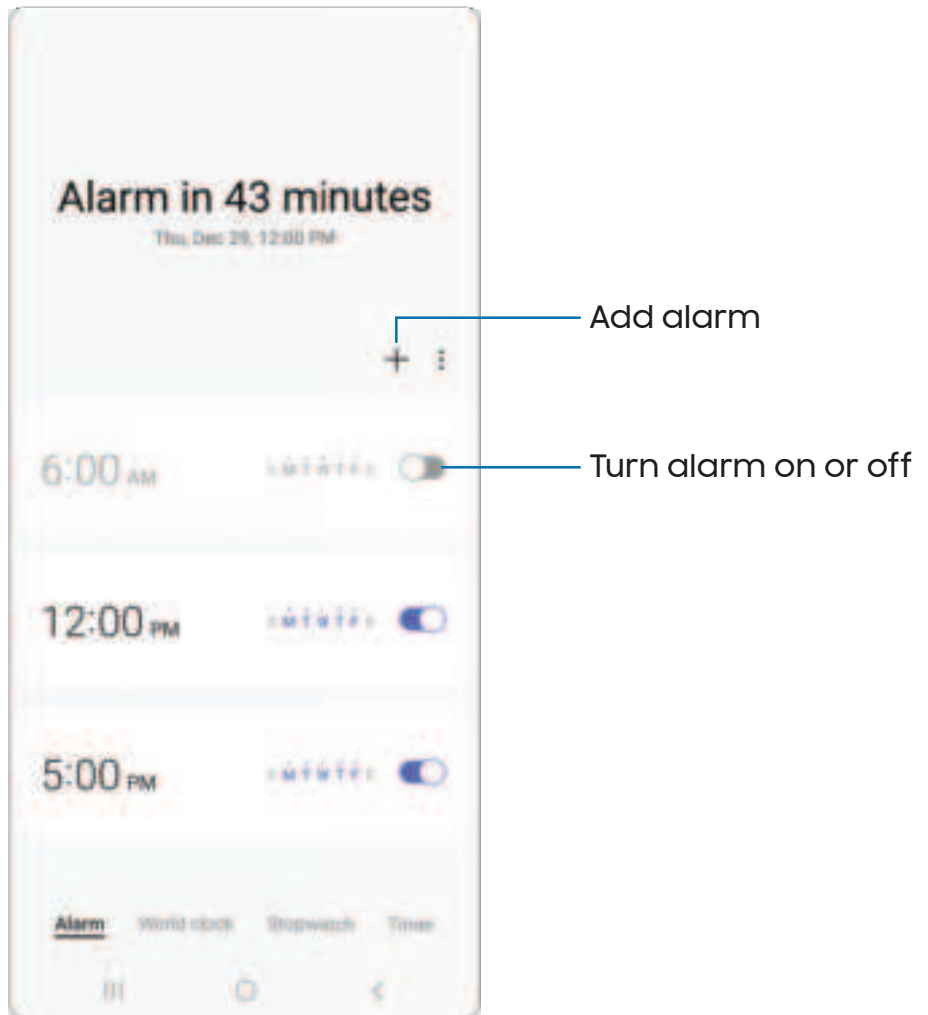 Alarm in 43 minutes
Thu, Dec 29, 12:00 PM
Add alarm
6:00 AM
S M T W T F S
Turn alarm on or off
12:00 PM
S M T W T F S
5:00 PM
S M T W T F S
Alarm World clock Stopwatch Timer